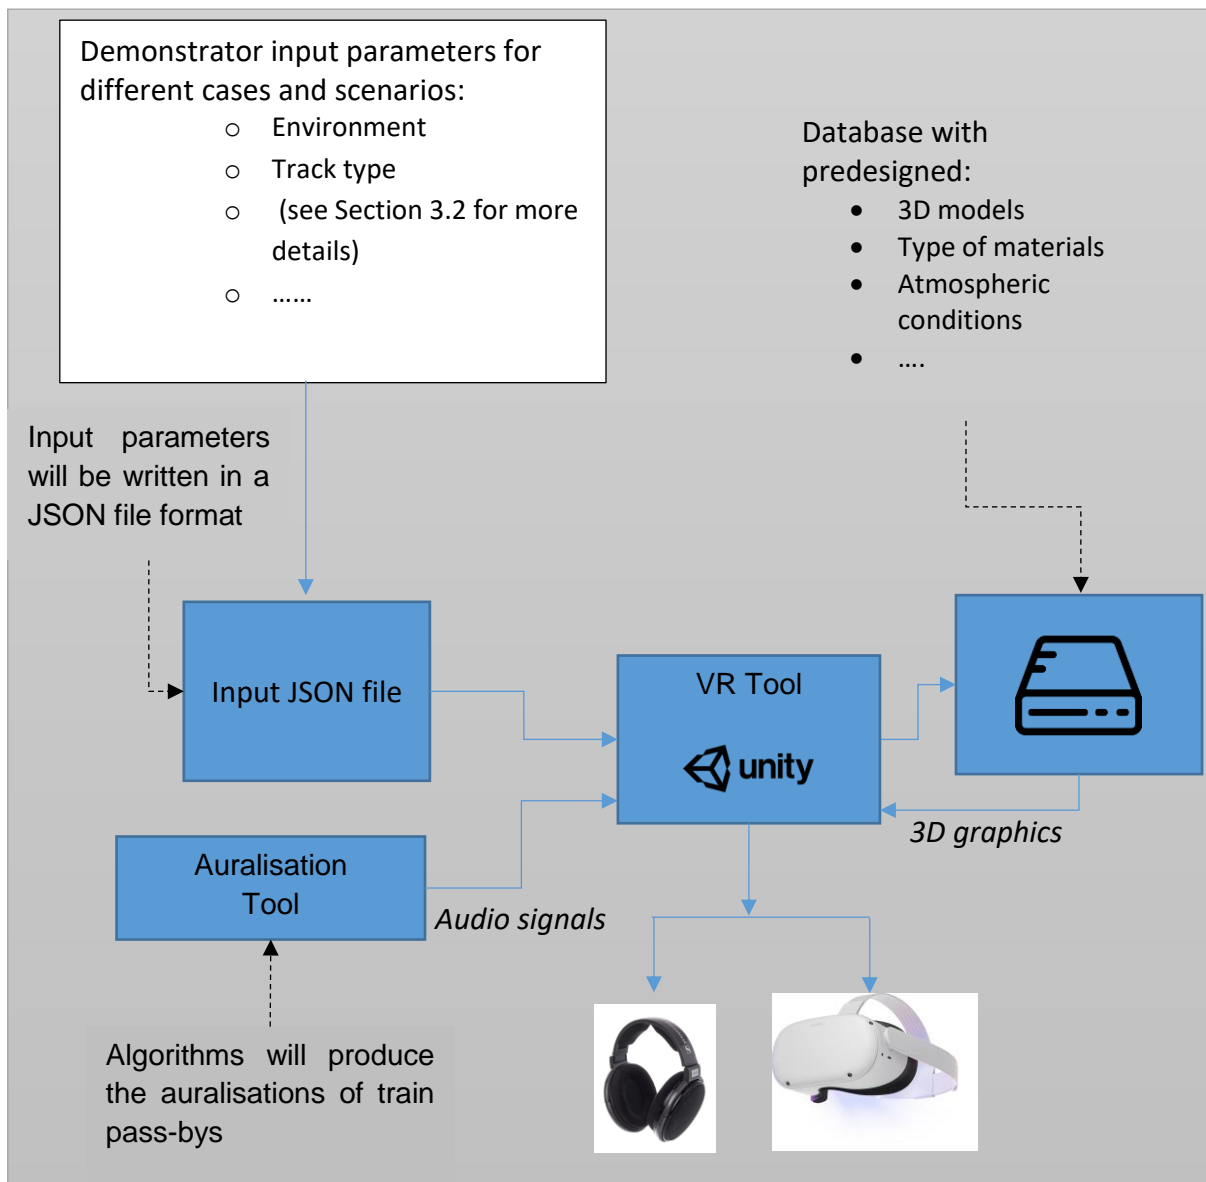 Demonstrator input parameters for
different cases and scenarios:
o Environment
o Track type
o (see Section 3.2 for more
details)
o ……
Database with
predesigned:
• 3D models
• Type of materials
• Atmospheric
conditions
• ….
Input parameters
will be written in a
JSON file format
Input JSON file
VR Tool
unity
3D graphics
Auralisation
Tool
Audio signals
Algorithms will produce
the auralisations of train
pass-bys